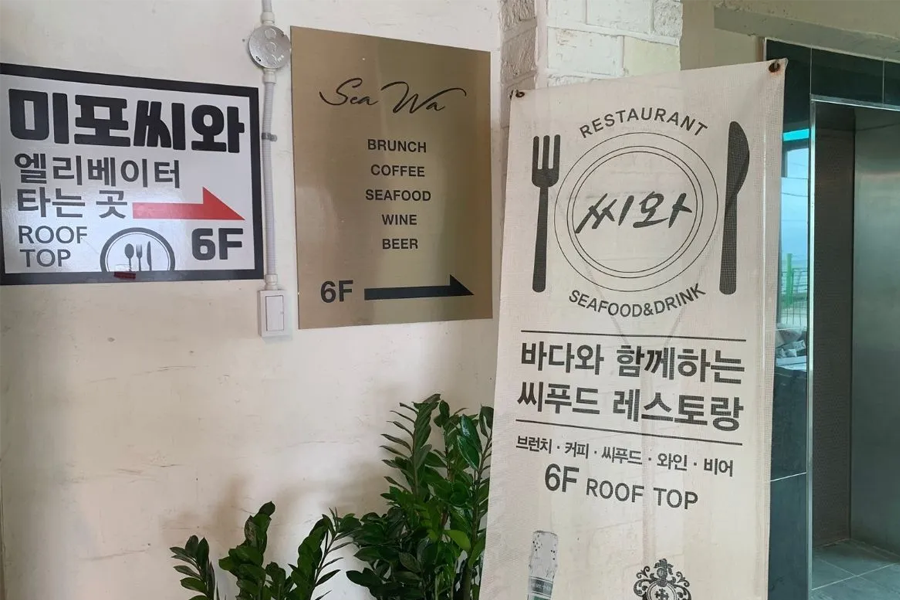 미포씨와
엘리베이터
타는 곳
ROOF
TOP
6F
Sea Wa
BRUNCH
COFFEE
SEAFOOD
WINE
BEER
6F
RESTAURANT
씨와
SEAFOOD&DRINK
바다와 함께하는
씨푸드 레스토랑
브런치 · 커피 · 씨푸드 · 와인 · 비어
6F ROOF TOP